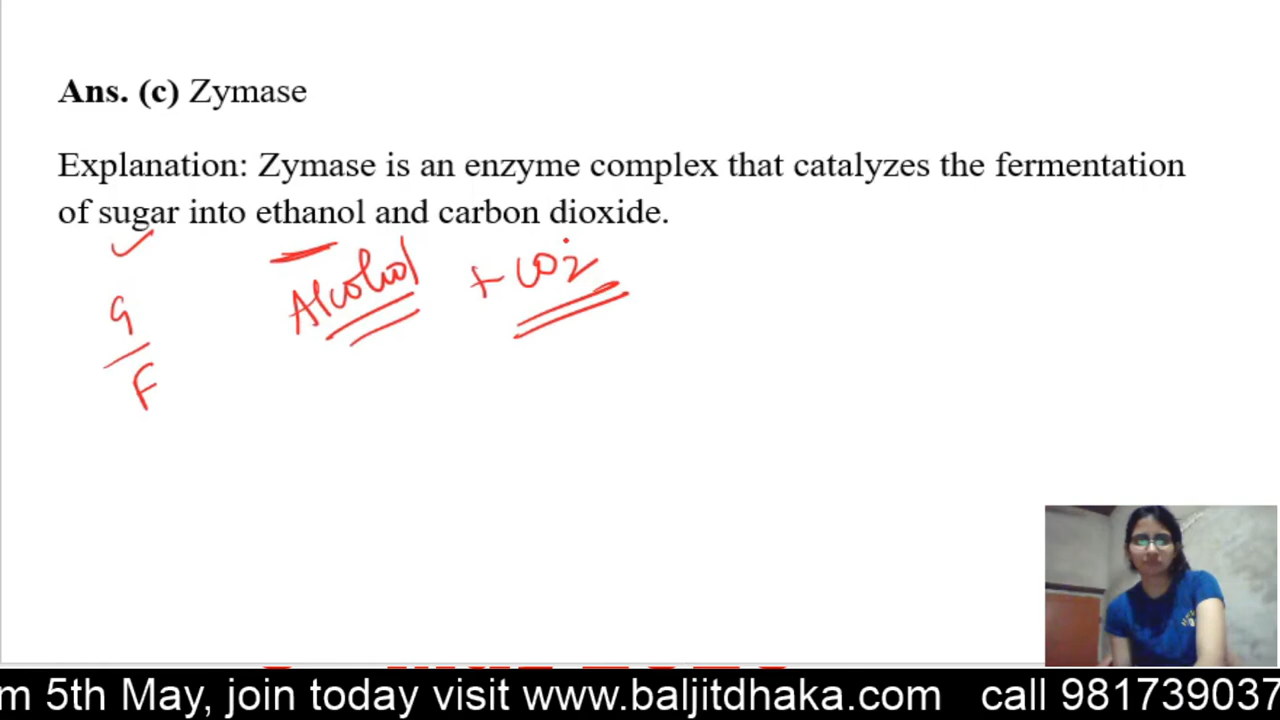 Ans. (c) Zymase
Explanation: Zymase is an enzyme complex that catalyzes the fermentation
of sugar into ethanol and carbon dioxide.
Alcohol + CO2
G
F
m 5th May, join today visit www.baljitdhaka.com call 981739037